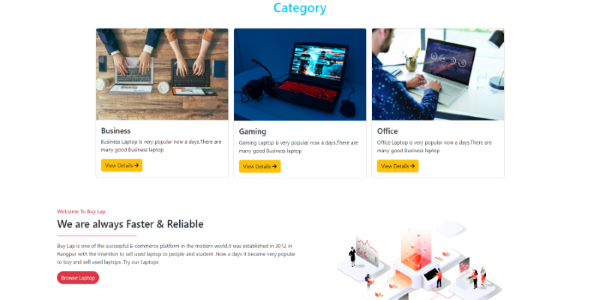 Category
Business
Business Laptop is very popular now a days.There are
many good Business laptop
View Details
Gaming
Gaming Laptop is very popular now a days.There are
many good Business laptop
View Details
Office
Office Laptop is very popular now a days.There are
many good Business laptop
View Details
Welcome To Buy Lap
We are always Faster & Reliable
Buy Lap is one of the successful E-commerce platform in the modern world.It was established in 2012 in
Rangpur with the intention to sell used laptop to people and student .Now a days it become very popular
to buy and sell used laptops .Try our Laptops
Browse Laptop